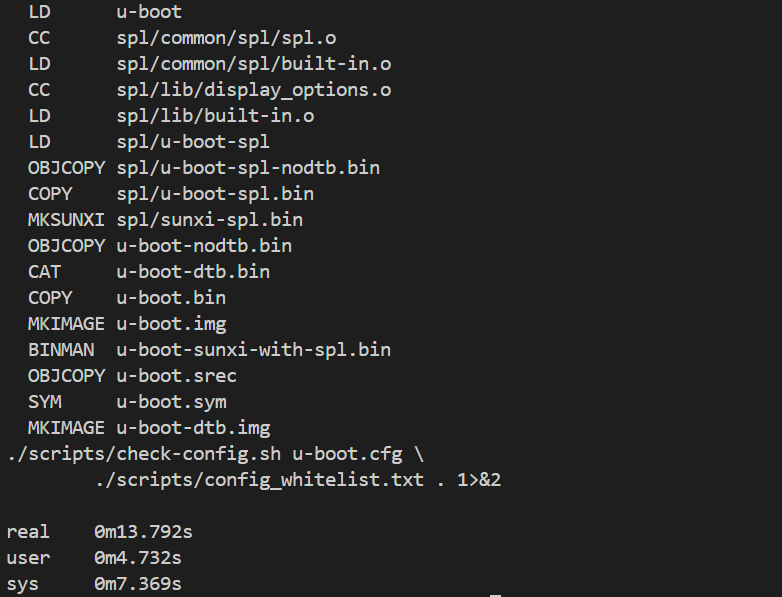 LD      u-boot
CC      spl/common/spl/spl.o
LD      spl/common/spl/built-in.o
CC      spl/lib/display_options.o
LD      spl/lib/built-in.o
LD      spl/u-boot-spl
OBJCOPY spl/u-boot-spl-nodtb.bin
COPY    spl/u-boot-spl.bin
MKSUNXI spl/sunxi-spl.bin
OBJCOPY u-boot-nodtb.bin
CAT     u-boot-dtb.bin
COPY    u-boot.bin
MKIMAGE u-boot.img
BINMAN  u-boot-sunxi-with-spl.bin
OBJCOPY u-boot.srec
SYM     u-boot.sym
MKIMAGE u-boot-dtb.img
./scripts/check-config.sh u-boot.cfg \
        ./scripts/config_whitelist.txt . 1>&2
real    0m13.792s
user    0m4.732s
sys     0m7.369s